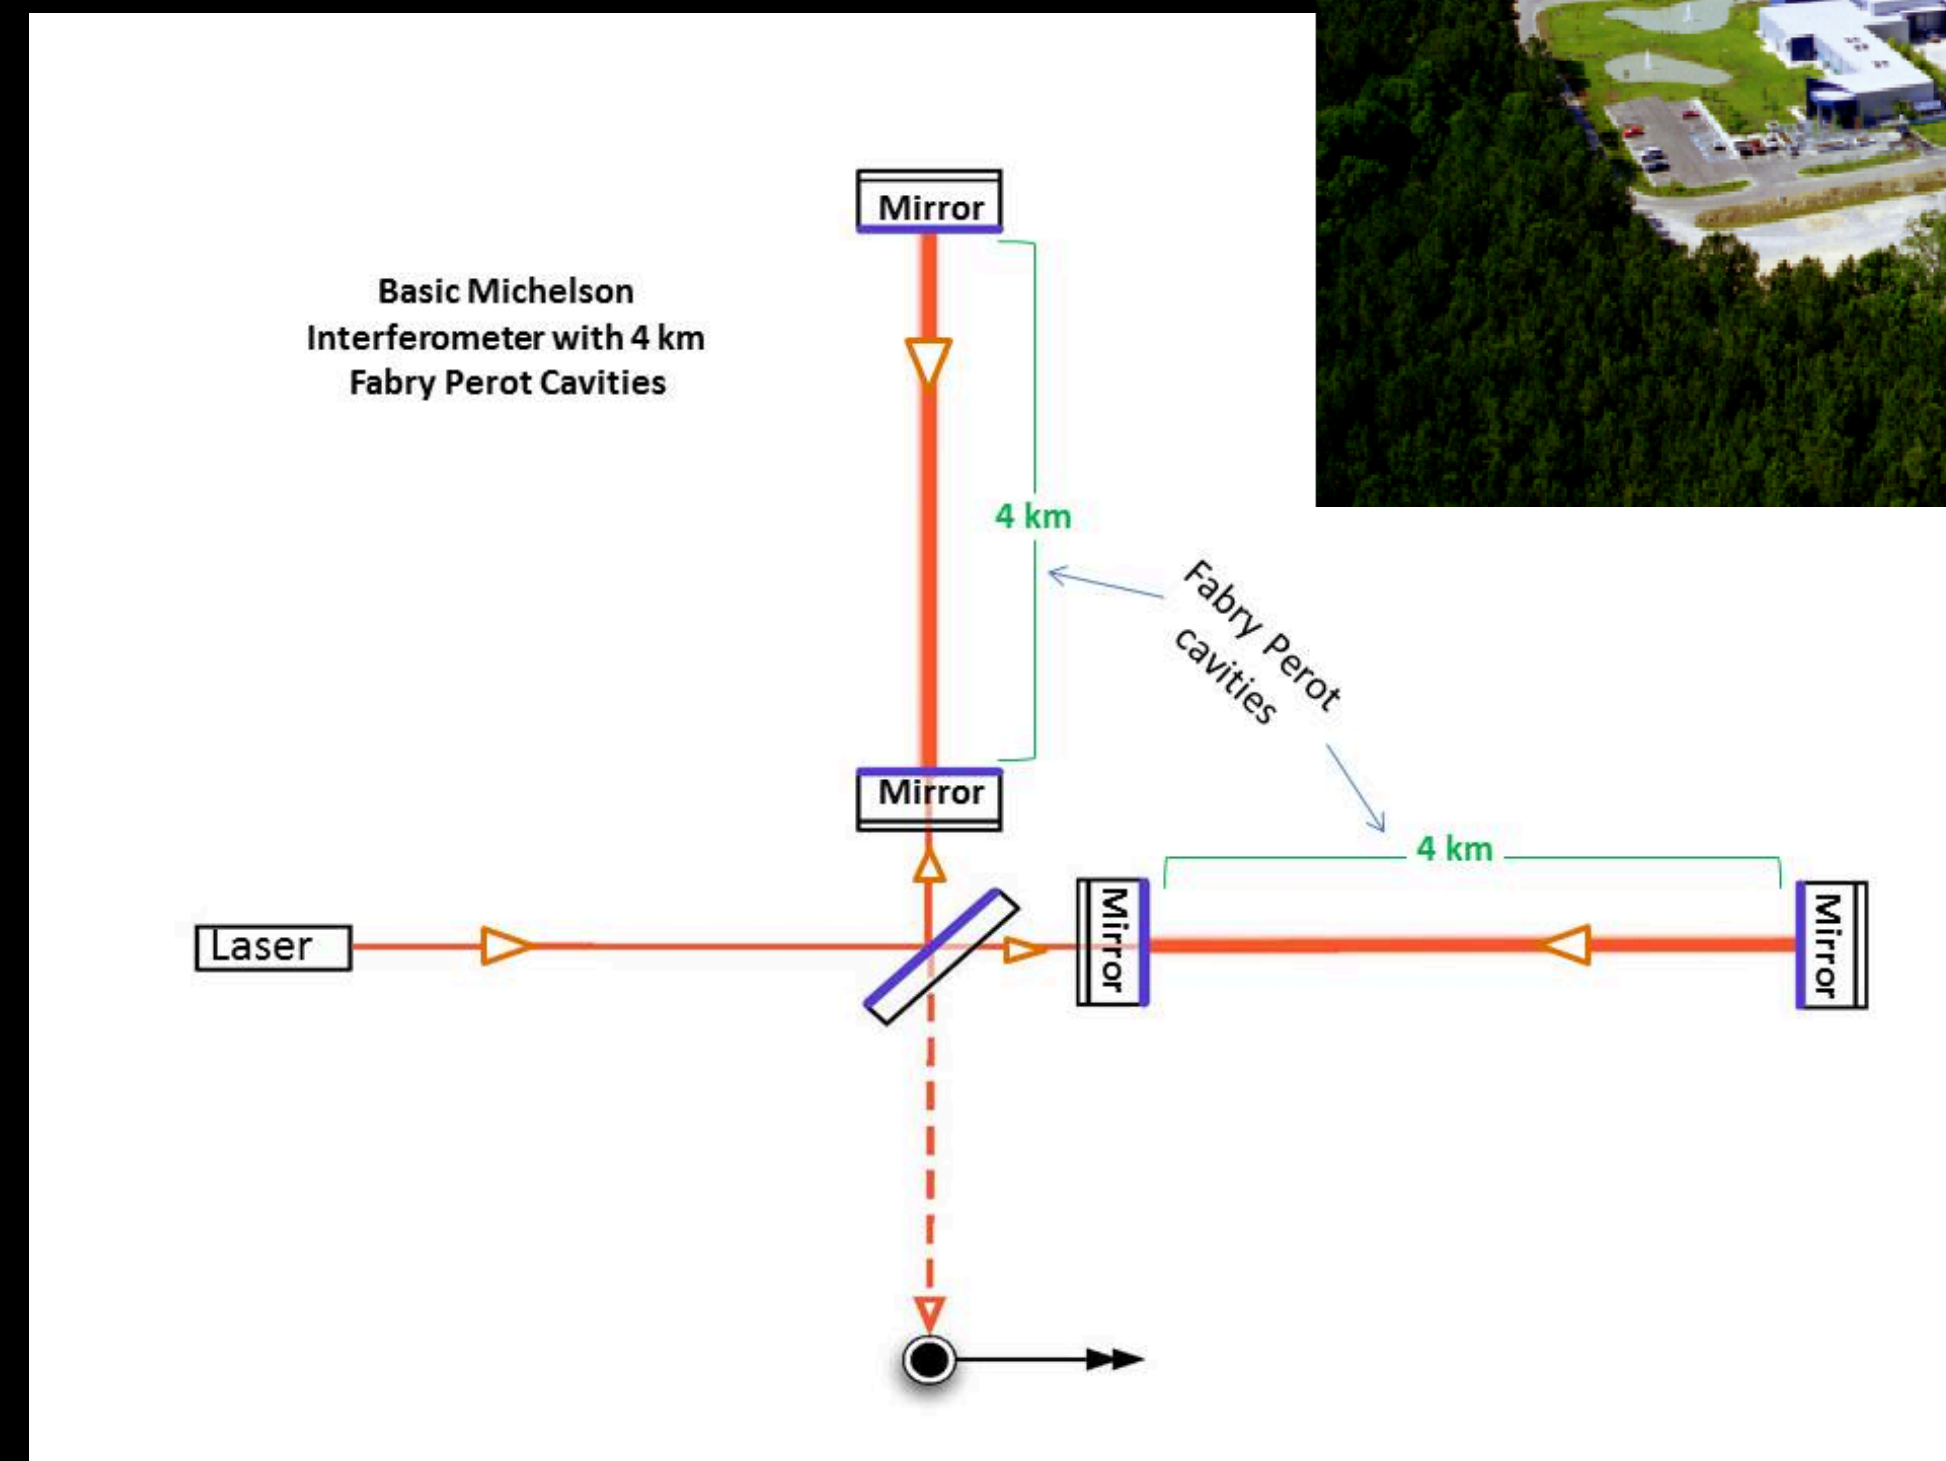 Mirror
Basic Michelson
Interferometer with 4 km
Fabry Perot Cavities
4 km
Fabry Perot
cavities
Mirror
4 km
Laser
Mirror
Mirror